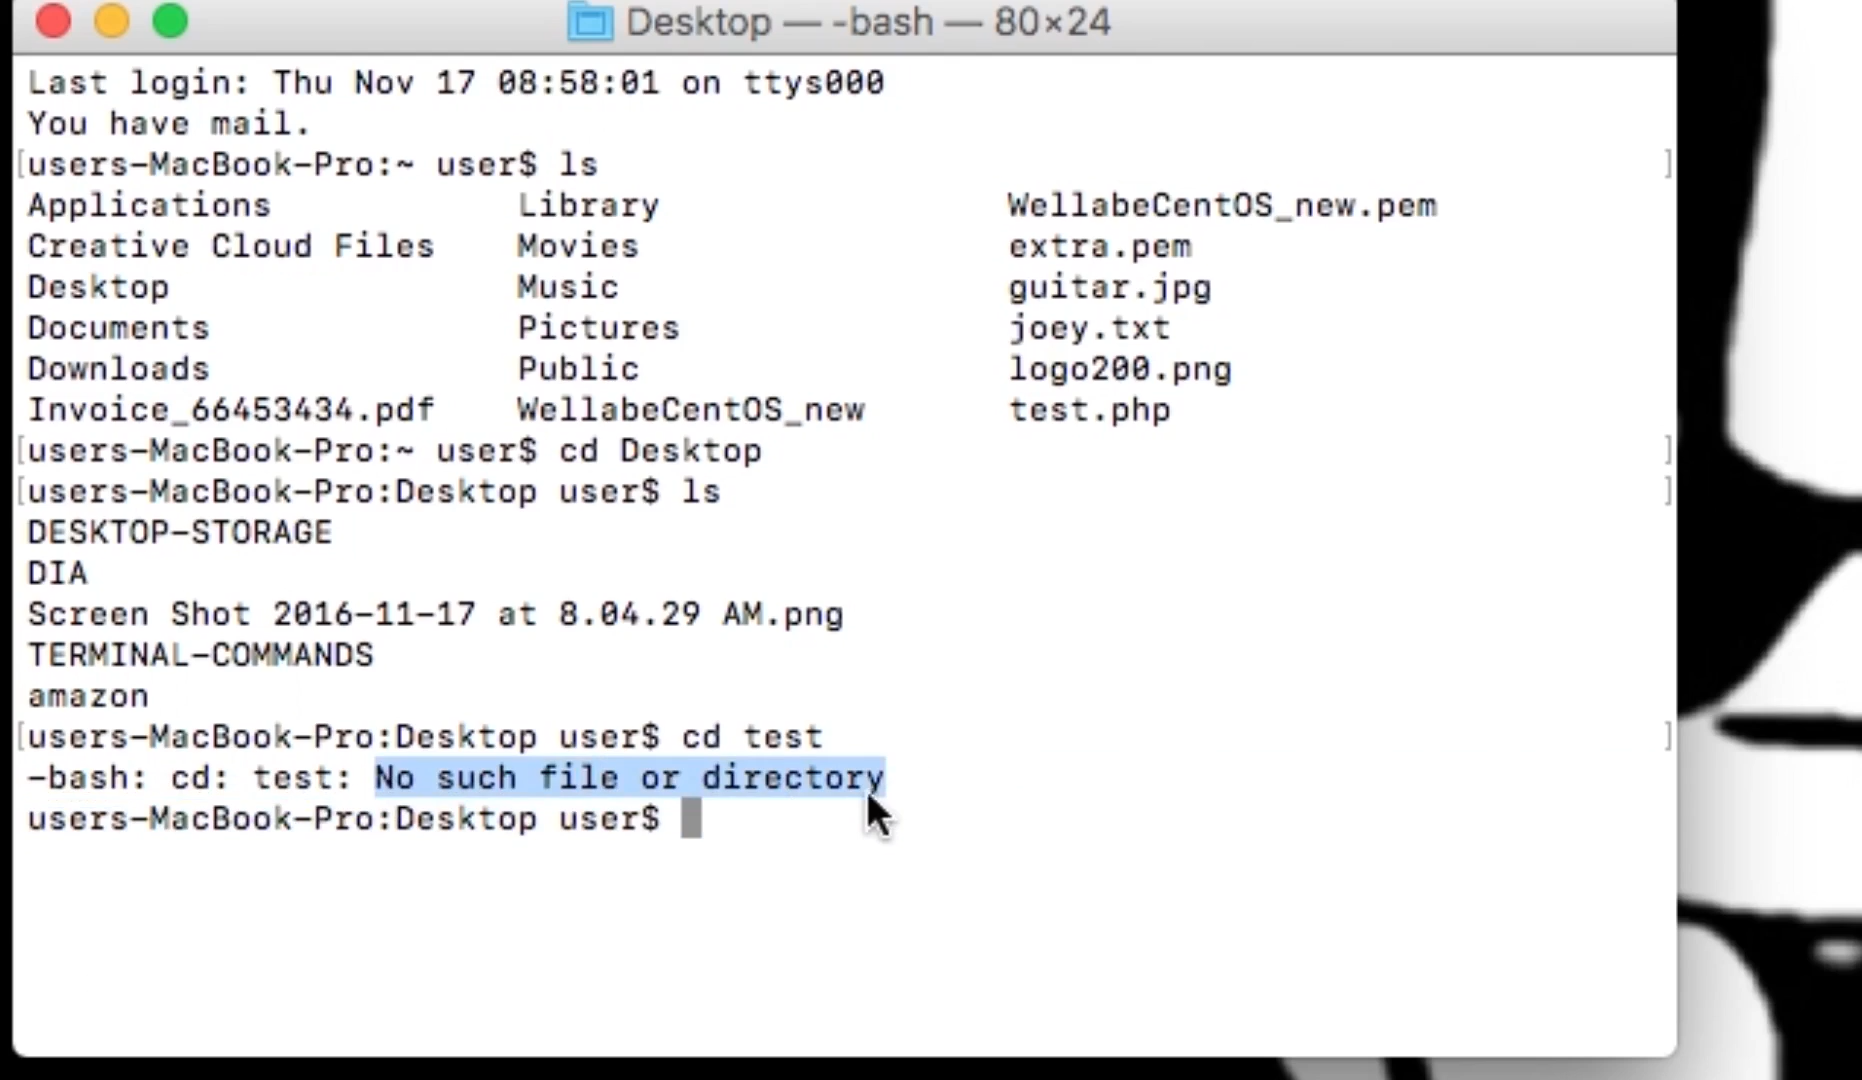 Desktop — -bash — 80×24
Last login: Thu Nov 17 08:58:01 on ttys000
You have mail.
[users-MacBook-Pro:~ user$ ls ]
Applications Library WellabeCentOS_new.pem
Creative Cloud Files Movies extra.pem
Desktop Music guitar.jpg
Documents Pictures joey.txt
Downloads Public logo200.png
Invoice_66453434.pdf WellabeCentOS_new test.php
[users-MacBook-Pro:~ user$ cd Desktop ]
[users-MacBook-Pro:Desktop user$ ls ]
DESKTOP-STORAGE
DIA
Screen Shot 2016-11-17 at 8.04.29 AM.png
TERMINAL-COMMANDS
amazon
[users-MacBook-Pro:Desktop user$ cd test ]
-bash: cd: test: No such file or directory
users-MacBook-Pro:Desktop user$